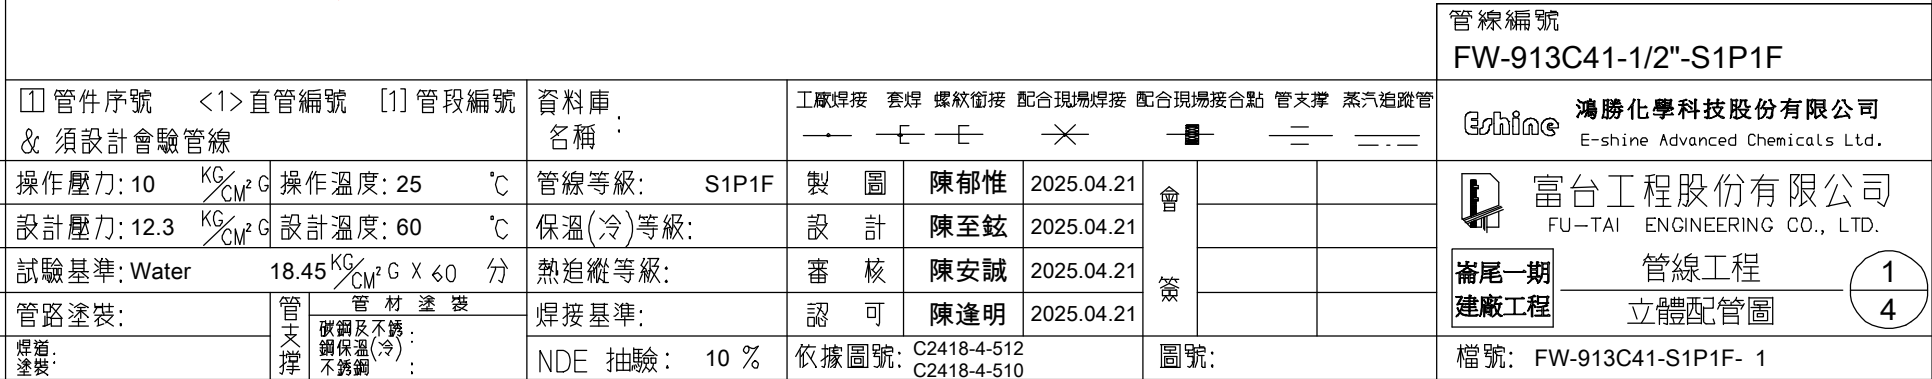 管線編號
FW-913C41-1/2"-S1P1F
1 管件序號 <1>直管編號 [1]管段編號
& 須設計會驗管線
資料庫
名稱 :
工廠焊接 套焊 螺紋銜接 配合現場焊接 配合現場接合點 管支撐 蒸汽追蹤管
Eshine 鴻勝化學科技股份有限公司
E-shine Advanced Chemicals Ltd.
操作壓力: 10 KG/CM² G 操作溫度: 25 °C 管線等級: S1P1F 製 圖 陳郁惟 2025.04.21
設計壓力: 12.3 KG/CM² G 設計溫度: 60 °C 保溫(冷)等級: 設 計 陳至鉉 2025.04.21
試驗基準: Water 18.45 KG/CM² G X 60 分 熱追縱等級: 審 核 陳安誠 2025.04.21
管路塗裝: 焊接基準: 認 可 陳逢明 2025.04.21
焊道:
塗裝:
管支撐
管 材 塗 裝
碳鋼及不銹 :
鋼保溫(冷)
不銹鋼 :
NDE 抽驗: 10 %
依據圖號: C2418-4-512
C2418-4-510
會 簽
圖號:
富台工程股份有限公司
FU-TAI ENGINEERING CO., LTD.
崙尾一期
建廠工程
管線工程
立體配管圖
1
4
檔號: FW-913C41-S1P1F- 1